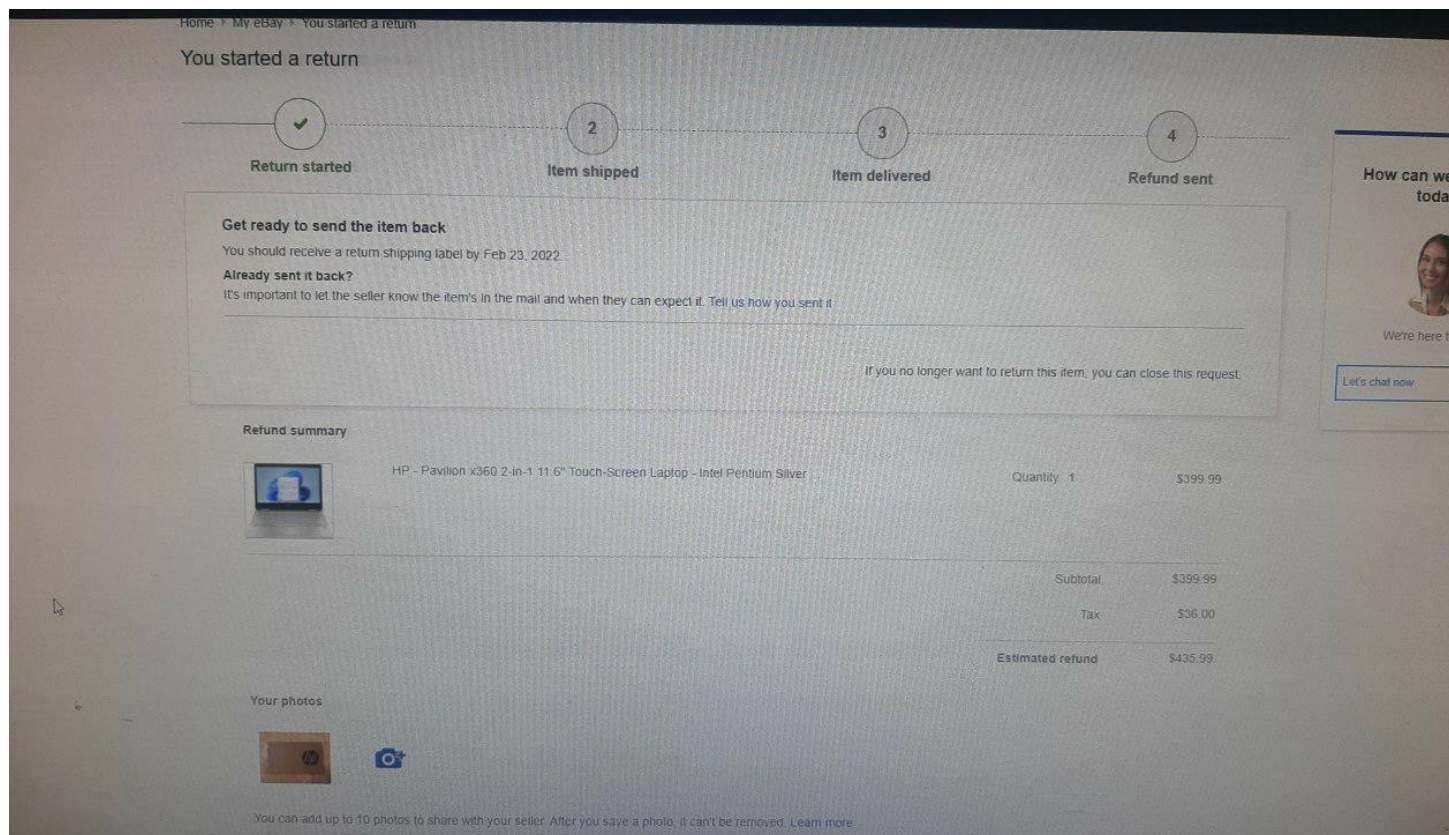 Home My eBay You started a return
You started a return
2
3
4
Return started
Item shipped
Item delivered
Refund sent
How can we
toda
Get ready to send the item back
You should receive a return shipping label by Feb 23, 2022.
Already sent it back?
It's important to let the seller know the item's in the mail and when they can expect it. Tell us how you sent it
We're here
If you no longer want to return this item, you can close this request.
Let's chat now
Refund summary
HP - Pavilion x360 2-in-1 11.6" Touch-Screen Laptop - Intel Pentium Silver ...
Quantity 1
$399.99
Subtotal $399.99
Tax $36.00
Estimated refund $435.99
Your photos
hp
You can add up to 10 photos to share with your seller. After you save a photo, it can't be removed. Learn more